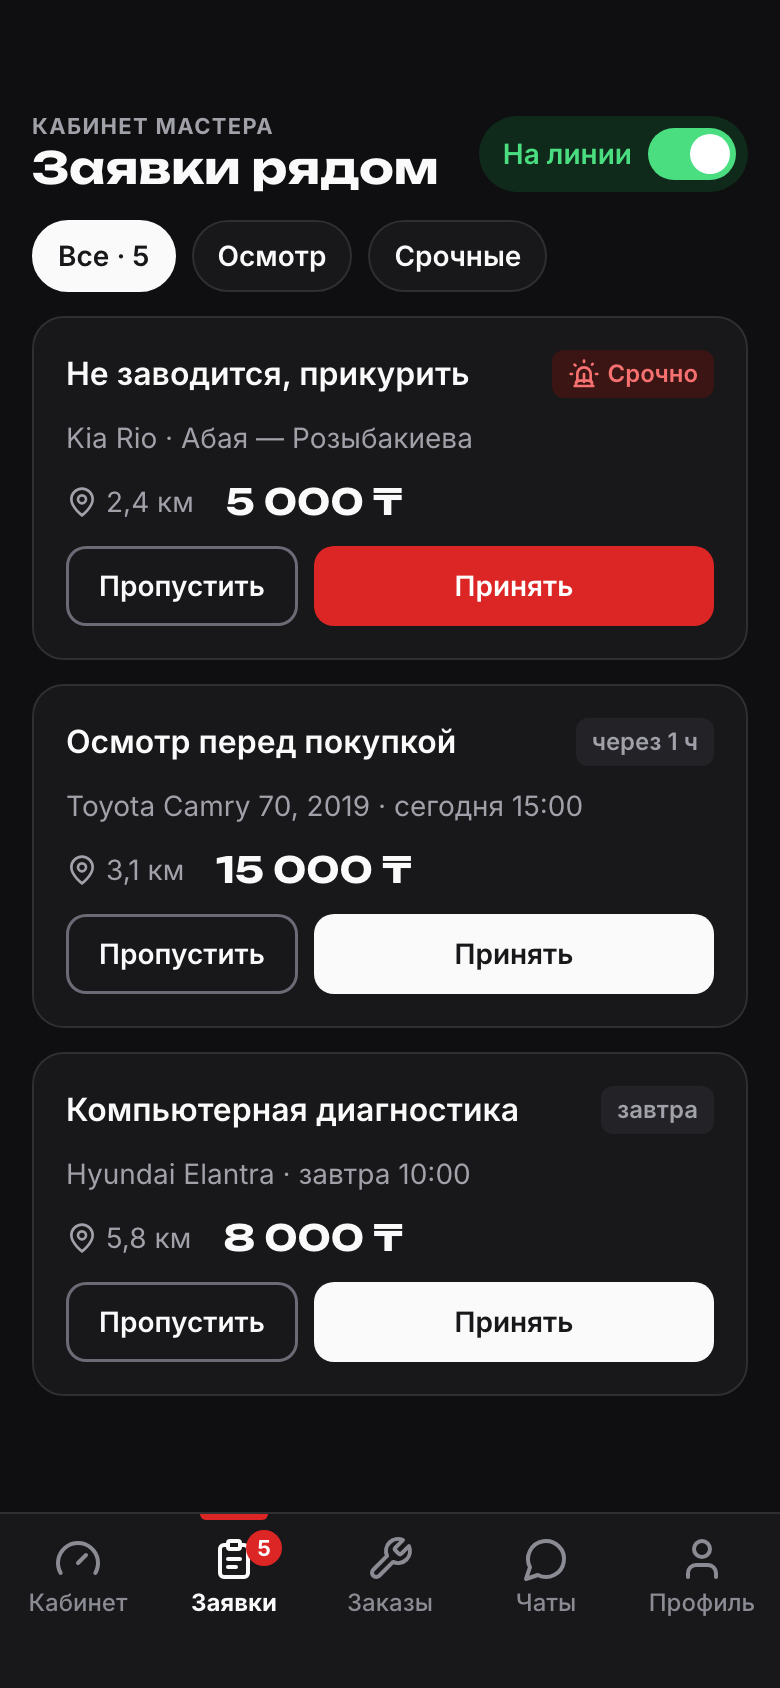 КАБИНЕТ МАСТЕРА
Заявки рядом
На линии
Все · 5
Осмотр
Срочные
Не заводится, прикурить
Срочно
Kia Rio · Абая — Розыбакиева
2,4 км
5 000 ₸
Пропустить
Принять
Осмотр перед покупкой
через 1 ч
Toyota Camry 70, 2019 · сегодня 15:00
3,1 км
15 000 ₸
Пропустить
Принять
Компьютерная диагностика
завтра
Hyundai Elantra · завтра 10:00
5,8 км
8 000 ₸
Пропустить
Принять
5
Кабинет
Заявки
Заказы
Чаты
Профиль